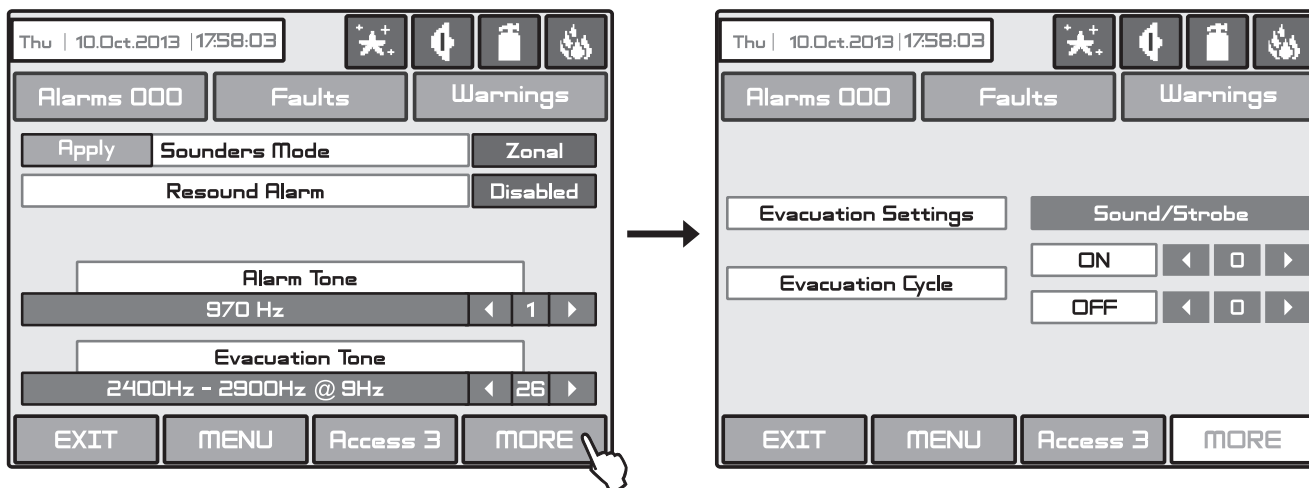 Thu | 10.Oct.2013 | 17:58:03
Alarms 000 Faults Warnings
Apply Sounders Mode Zonal
Resound Alarm Disabled
Alarm Tone
970 Hz 1
Evacuation Tone
2400Hz - 2900Hz @ 9Hz 26
EXIT MENU Access 3 MORE
Thu | 10.Oct.2013 | 17:58:03
Alarms 000 Faults Warnings
Evacuation Settings Sound/Strobe
ON 0
Evacuation Cycle
OFF 0
EXIT MENU Access 3 MORE